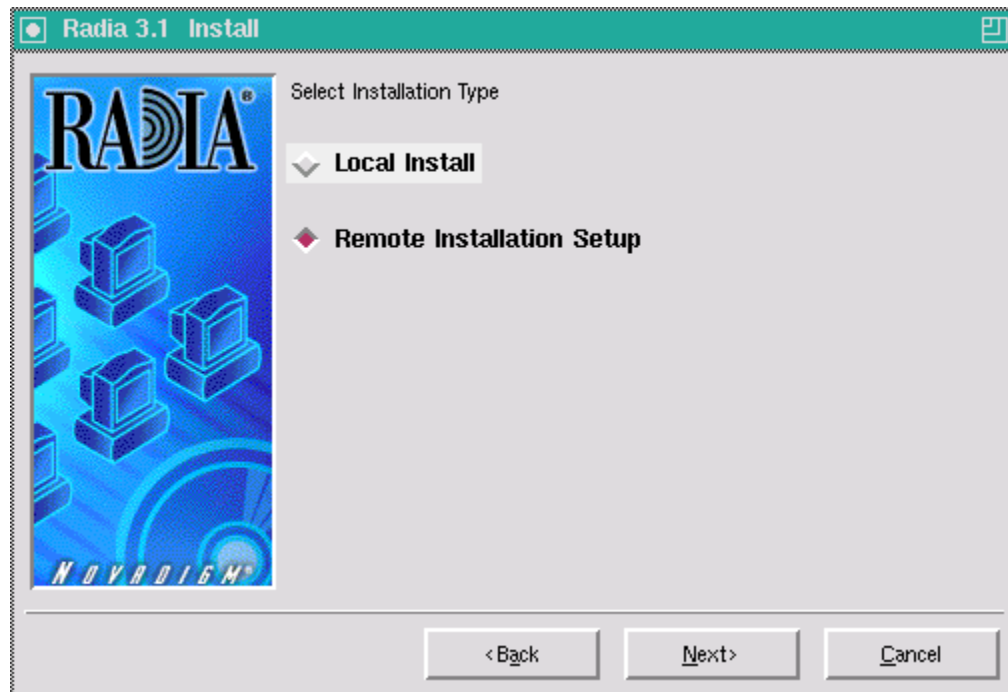 Radia 3.1 Install
RADIA®
Select Installation Type
Local Install
Remote Installation Setup
NOVADIGM®
<Back
Next>
Cancel